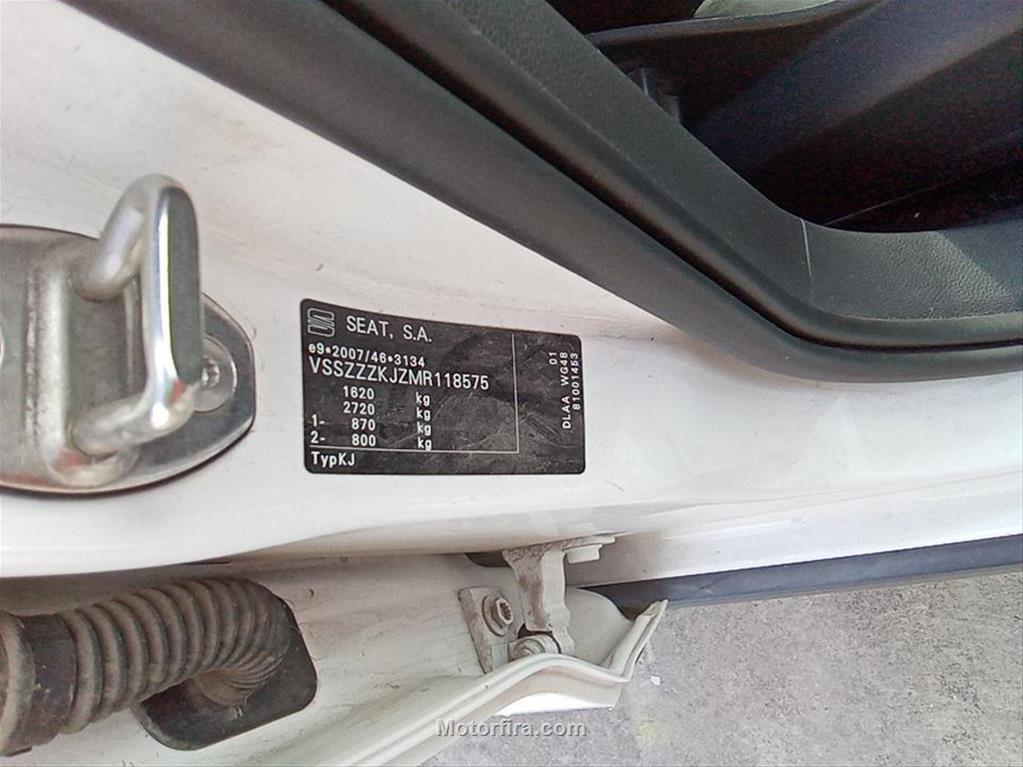 SEAT, S.A.
e9*2007/46*3134
VSSZZZKJZMR118575
1620 kg
2720 kg
1- 870 kg
2- 800 kg
TypKJ
01
DLAA WG48
81001453
Motorfira.com